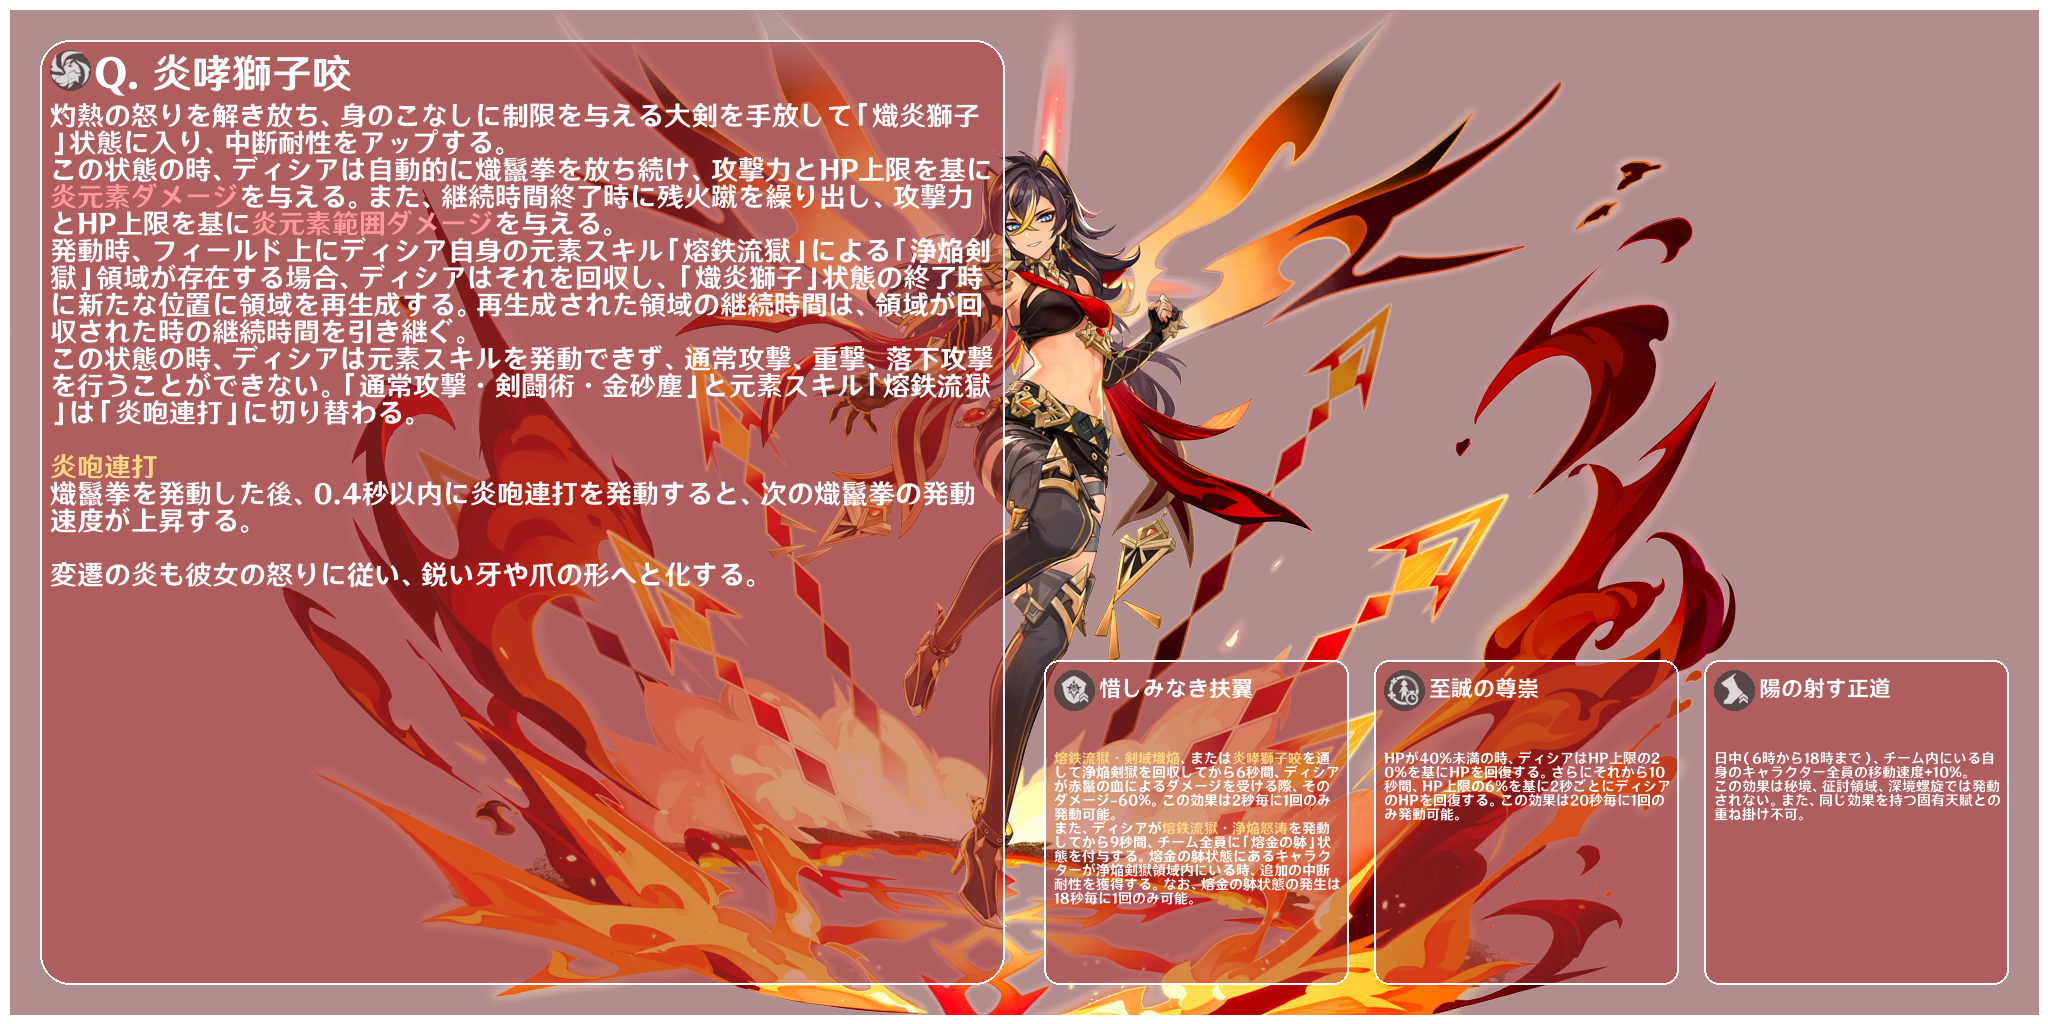 Q. 炎哮獅子咬
灼熱の怒りを解き放ち、身のこなしに制限を与える大剣を手放して「熾炎獅子
」状態に入り、中断耐性をアップする。
この状態の時、ディシアは自動的に熾鬣拳を放ち続け、攻撃力とHP上限を基に
炎元素ダメージを与える。また、継続時間終了時に残火蹴を繰り出し、攻撃力
とHP上限を基に炎元素範囲ダメージを与える。
発動時、フィールド上にディシア自身の元素スキル「熔鉄流獄」による「浄焔剣
獄」領域が存在する場合、ディシアはそれを回収し、「熾炎獅子」状態の終了時
に新たな位置に領域を再生成する。再生成された領域の継続時間は、領域が回
収された時の継続時間を引き継ぐ。
この状態の時、ディシアは元素スキルを発動できず、通常攻撃、重撃、落下攻撃
を行うことができない。「通常攻撃・剣闘術・金砂塵」と元素スキル「熔鉄流獄
」は「炎咆連打」に切り替わる。
炎咆連打
熾鬣拳を発動した後、0.4秒以内に炎咆連打を発動すると、次の熾鬣拳の発動
速度が上昇する。
変遷の炎も彼女の怒りに従い、鋭い牙や爪の形へと化する。
惜しみなき扶翼
熔鉄流獄・剣域熾焔、または炎哮獅子咬を通
して浄焔剣獄を回収してから6秒間、ディシア
が赤鬣の血によるダメージを受ける際、その
ダメージ-60%。この効果は2秒毎に1回のみ
発動可能。
また、ディシアが熔鉄流獄・浄焔怒涛を発動
してから9秒間、チーム全員に「熔金の躰」状
態を付与する。熔金の躰状態にあるキャラク
ターが浄焔剣獄領域内にいる時、追加の中断
耐性を獲得する。なお、熔金の躰状態の発生は
18秒毎に1回のみ可能。
至誠の尊崇
HPが40%未満の時、ディシアはHP上限の2
0%を基にHPを回復する。さらにそれから10
秒間、HP上限の6%を基に2秒ごとにディシア
のHPを回復する。この効果は20秒毎に1回の
み発動可能。
陽の射す正道
日中(6時から18時まで)、チーム内にいる自
身のキャラクター全員の移動速度+10%。
この効果は秘境、征討領域、深境螺旋では発動
されない。また、同じ効果を持つ固有天賦との
重ね掛け不可。